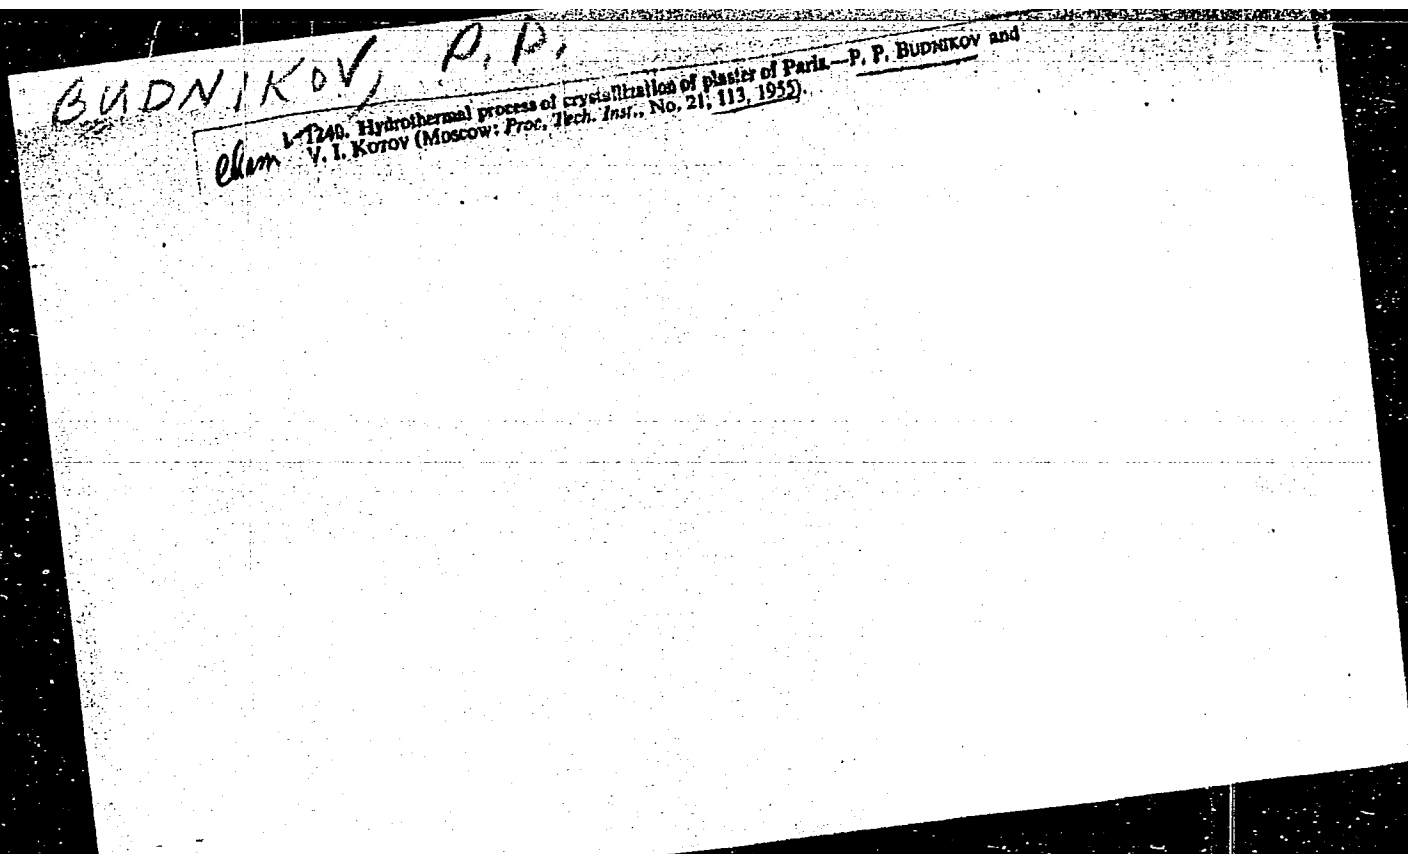 BUDNIKOV, P.P.
1240. Hydrothermal process of crystallization of plaster of Paris.—P. P. BUDNIKOV and
Chem V. I. KOTOV (Moscow: Proc. Tech. Inst., No. 21, 113, 1955).